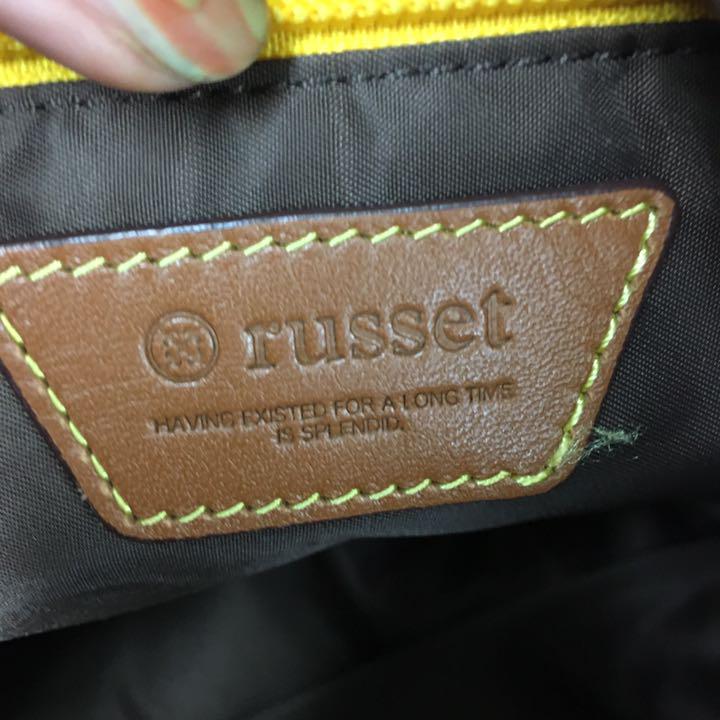 russet
HAVING EXISTED FOR A LONG TIME
IS SPLENDID.